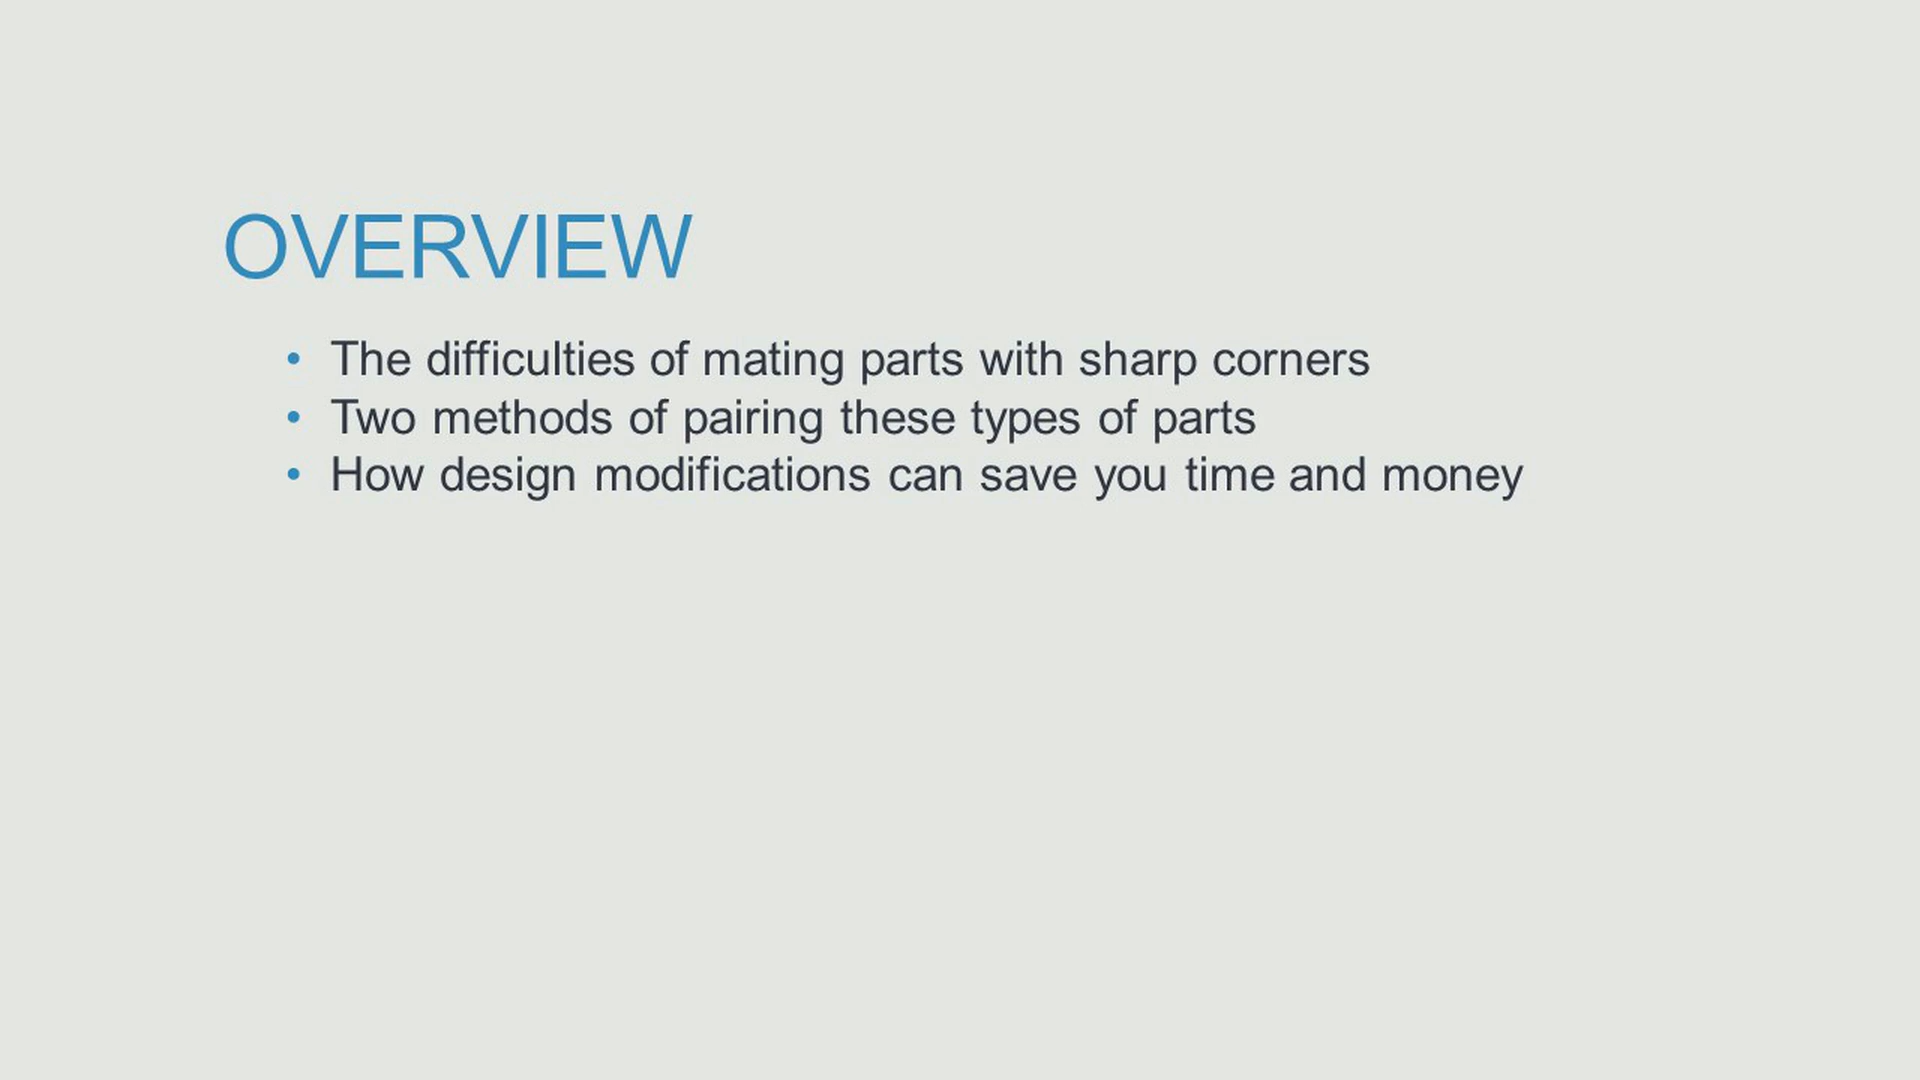 OVERVIEW
• The difficulties of mating parts with sharp corners
• Two methods of pairing these types of parts
• How design modifications can save you time and money